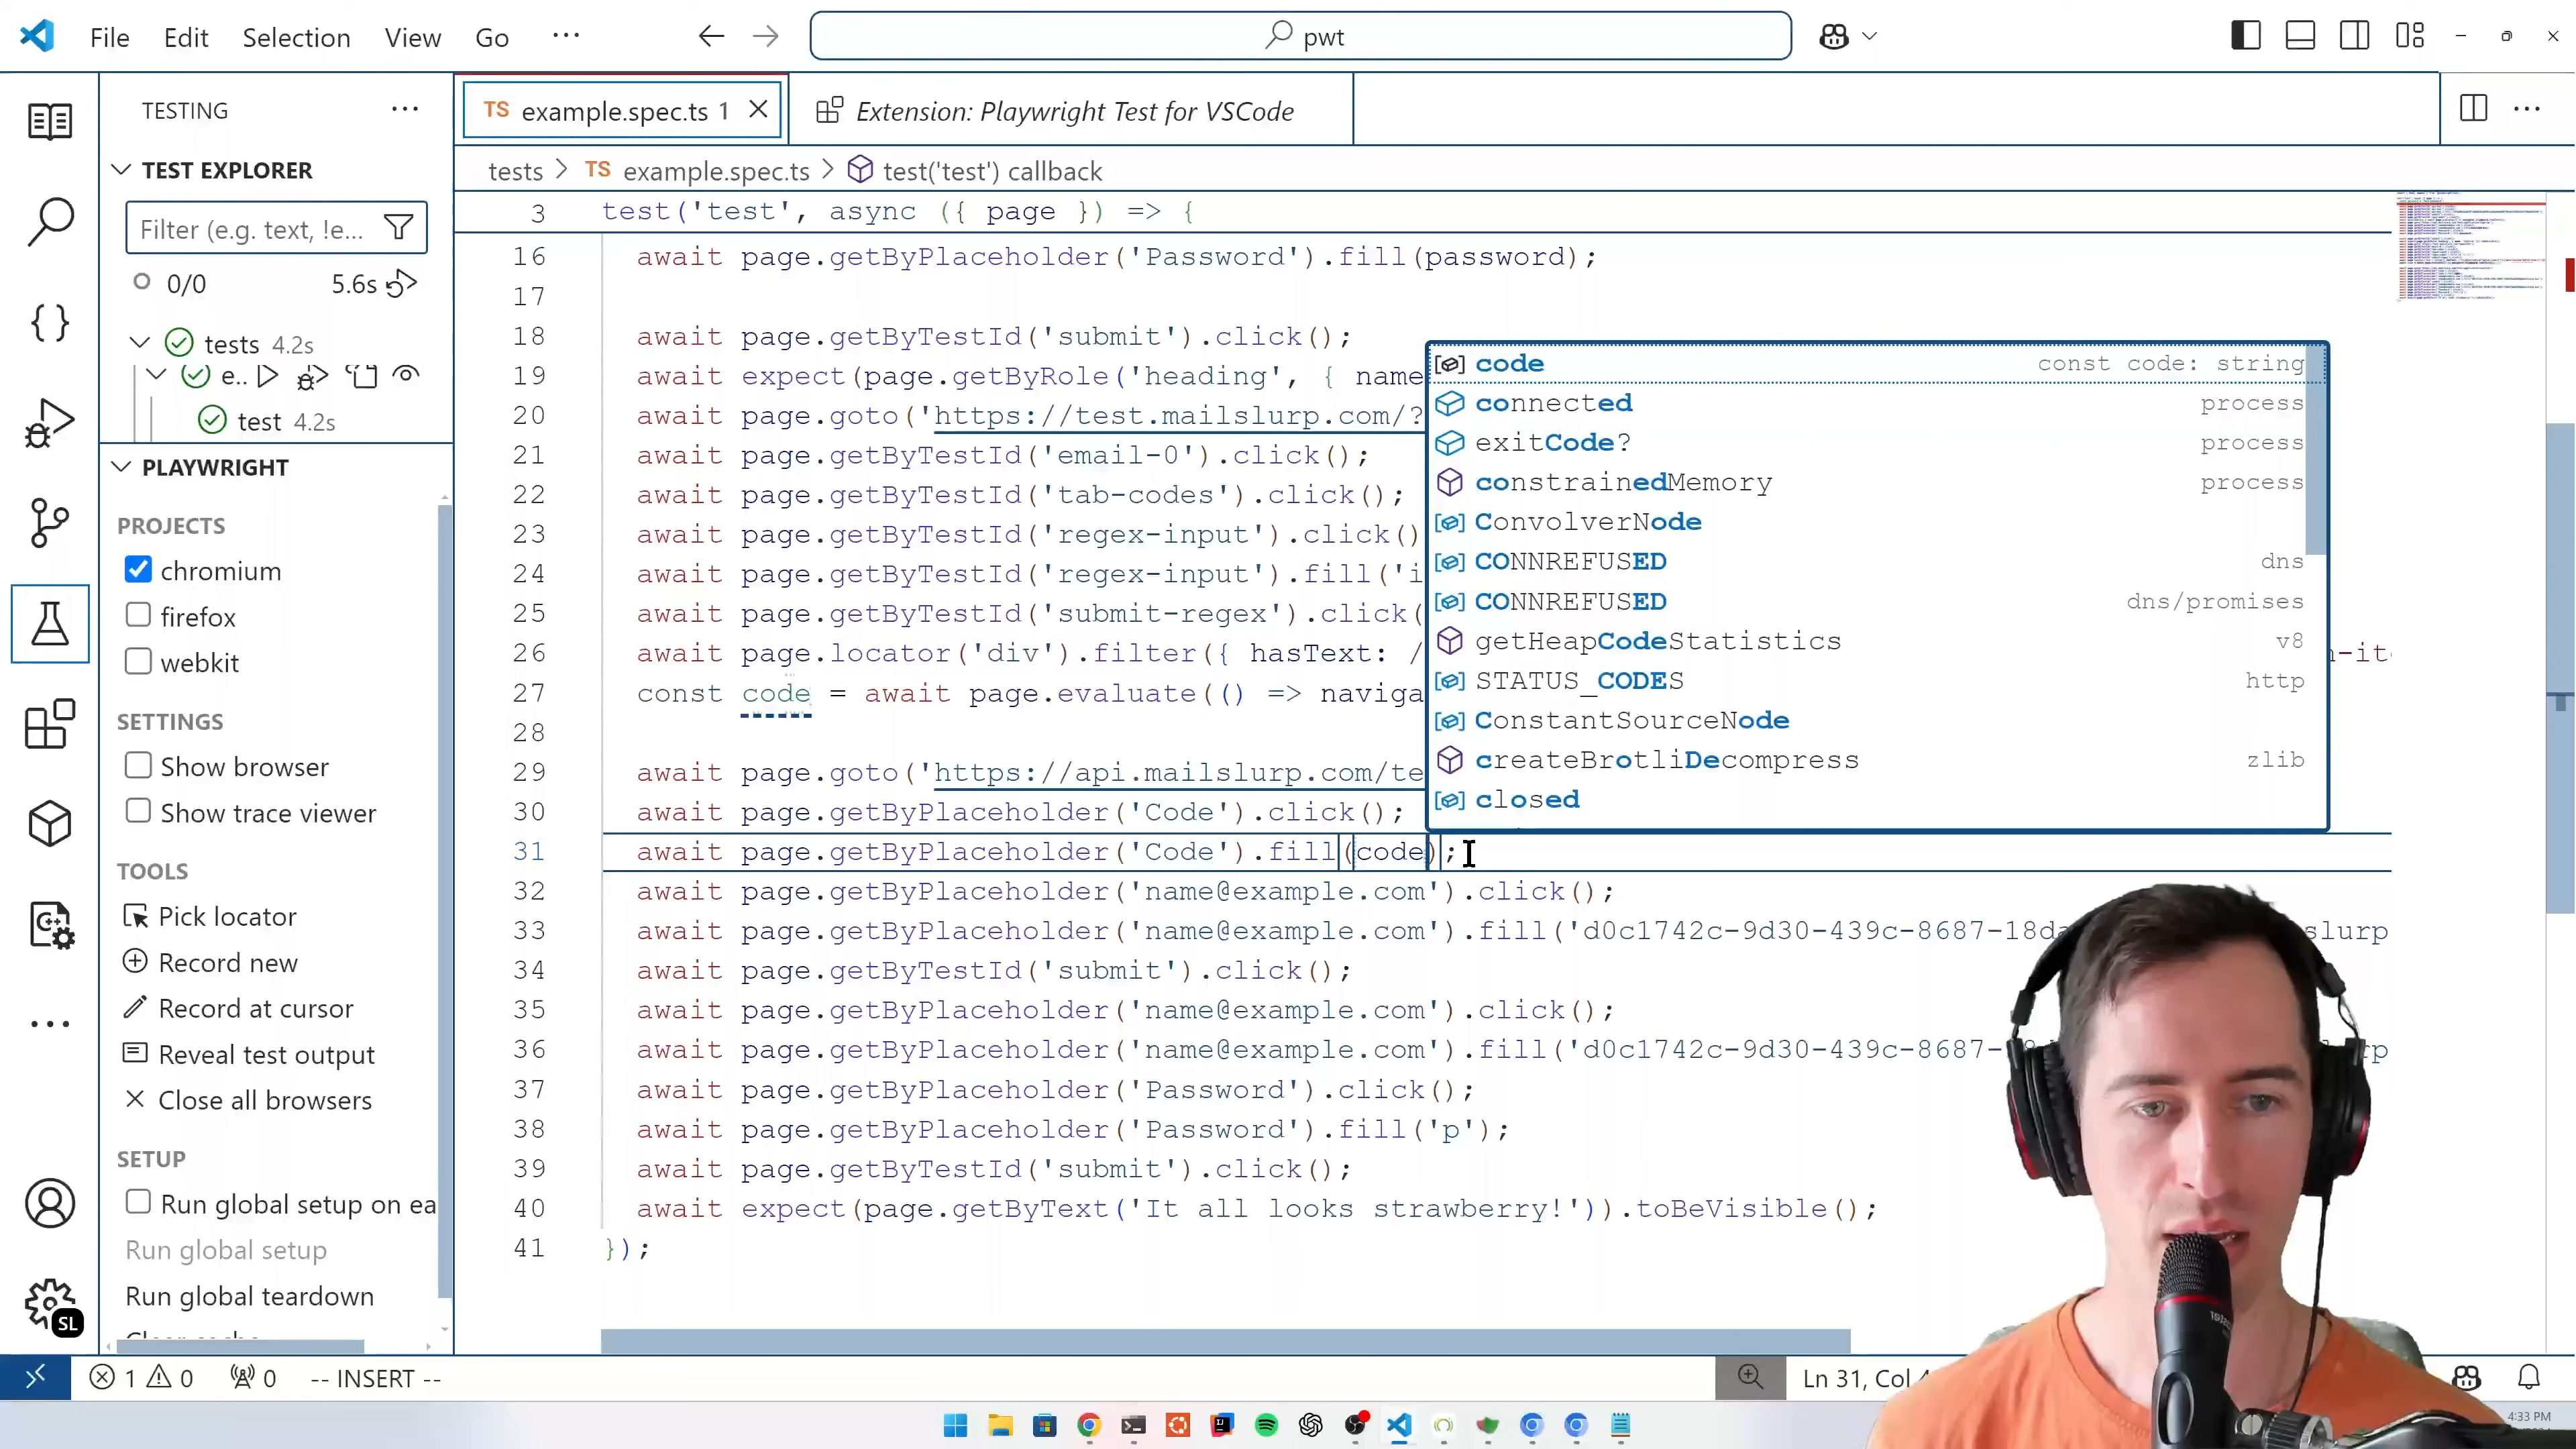 File Edit Selection View Go ··· pwt
TESTING ···
TS example.spec.ts 1
Extension: Playwright Test for VSCode
TEST EXPLORER
tests > TS example.spec.ts > test('test') callback
Filter (e.g. text, !e...
0/0 5.6s
tests 4.2s
e..
test 4.2s
PLAYWRIGHT
PROJECTS
chromium
firefox
webkit
SETTINGS
Show browser
Show trace viewer
TOOLS
Pick locator
Record new
Record at cursor
Reveal test output
Close all browsers
SETUP
Run global setup on ea
Run global setup
Run global teardown
Clear cache
3 test('test', async ({ page }) => {
16 await page.getByPlaceholder('Password').fill(password);
17
18 await page.getByTestId('submit').click();
19 await expect(page.getByRole('heading', { name
20 await page.goto('https://test.mailslurp.com/?
21 await page.getByTestId('email-0').click();
22 await page.getByTestId('tab-codes').click();
23 await page.getByTestId('regex-input').click()
24 await page.getByTestId('regex-input').fill('i
25 await page.getByTestId('submit-regex').click(
26 await page.locator('div').filter({ hasText: /
27 const code = await page.evaluate(() => naviga
28
29 await page.goto('https://api.mailslurp.com/te
30 await page.getByPlaceholder('Code').click();
31 await page.getByPlaceholder('Code').fill(code);
32 await page.getByPlaceholder('name@example.com').click();
33 await page.getByPlaceholder('name@example.com').fill('d0c1742c-9d30-439c-8687-18da slurp
34 await page.getByTestId('submit').click();
35 await page.getByPlaceholder('name@example.com').click();
36 await page.getByPlaceholder('name@example.com').fill('d0c1742c-9d30-439c-8687-
37 await page.getByPlaceholder('Password').click();
38 await page.getByPlaceholder('Password').fill('p');
39 await page.getByTestId('submit').click();
40 await expect(page.getByText('It all looks strawberry!')).toBeVisible();
41 });
code const code: string
connected process
exitCode? process
constrainedMemory process
ConvolverNode
CONNREFUSED dns
CONNREFUSED dns/promises
getHeapCodeStatistics v8
STATUS_CODES http
ConstantSourceNode
createBrotliDecompress zlib
closed
SL
1 0 0 -- INSERT --
Ln 31, Col
4:33 PM